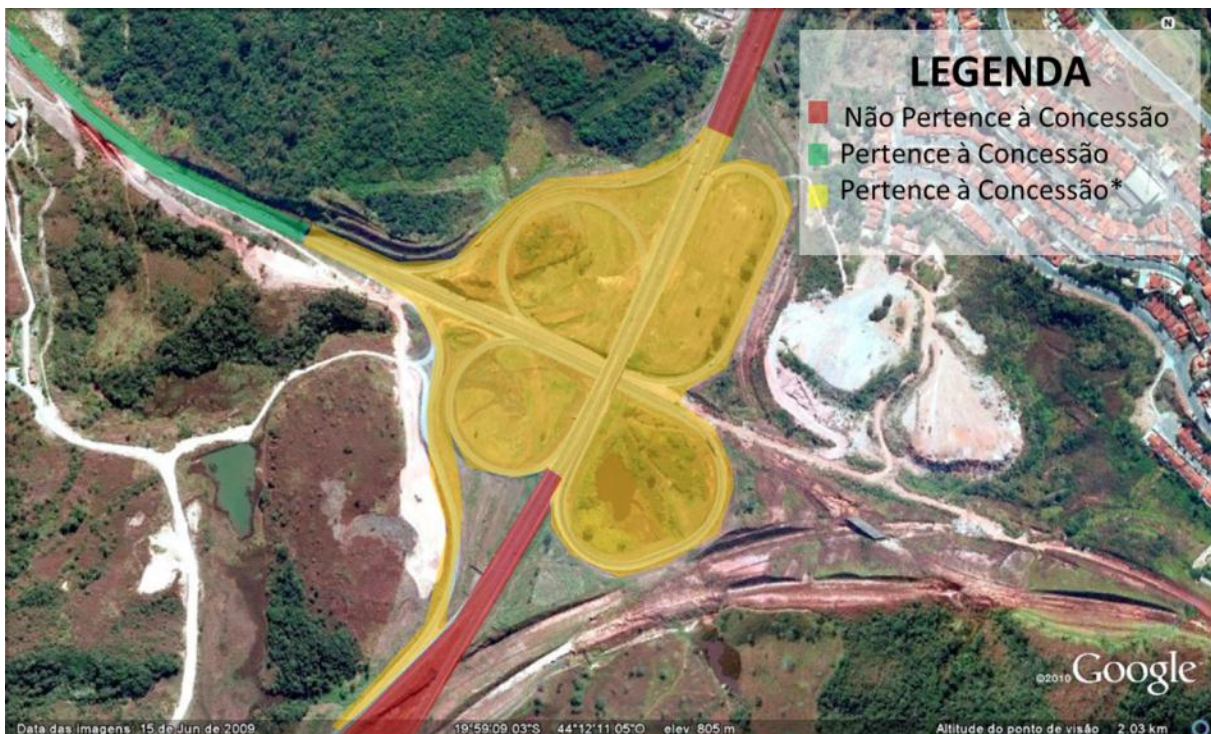 N
LEGENDA
Não Pertence à Concessão
Pertence à Concessão
Pertence à Concessão*
©2010 Google
Data das imagens 15 de Jun de 2009 19°59'09.03"S 44°12'11.05"O elev 805 m Altitude do ponto de visão 2.03 km